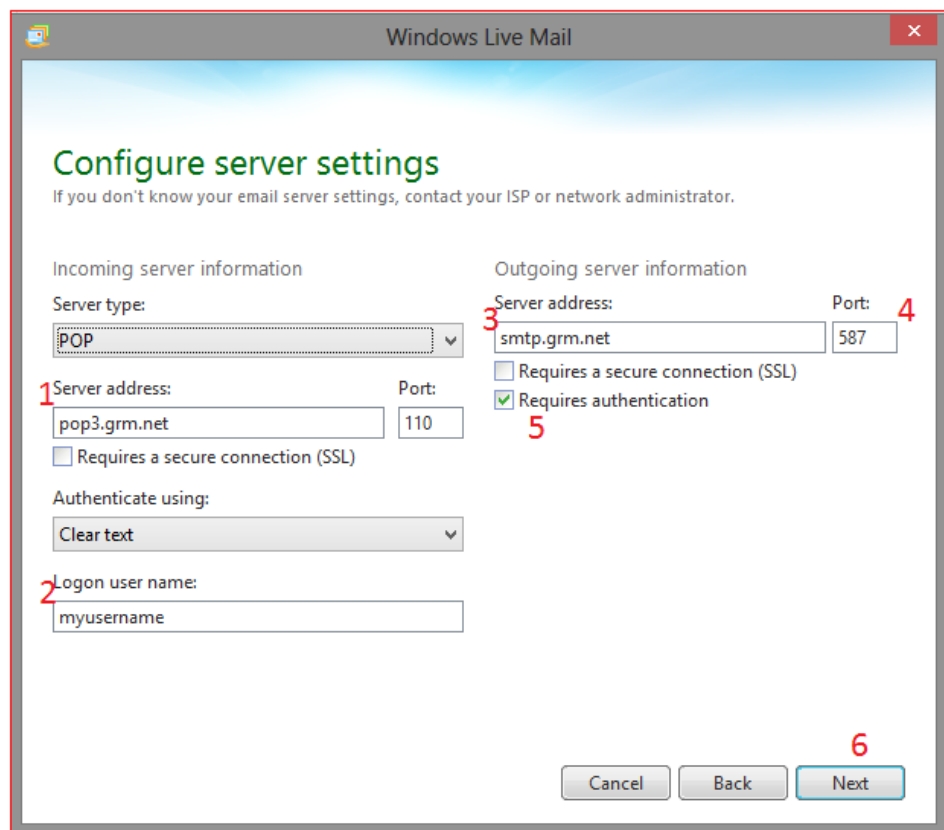 Windows Live Mail
Configure server settings
If you don't know your email server settings, contact your ISP or network administrator.
Incoming server information
Server type:
POP
1 Server address: Port:
pop3.grm.net 110
Requires a secure connection (SSL)
Authenticate using:
Clear text
2 Logon user name:
myusername
Outgoing server information
3 Server address: Port: 4
smtp.grm.net 587
Requires a secure connection (SSL)
Requires authentication
5
6
Cancel Back Next